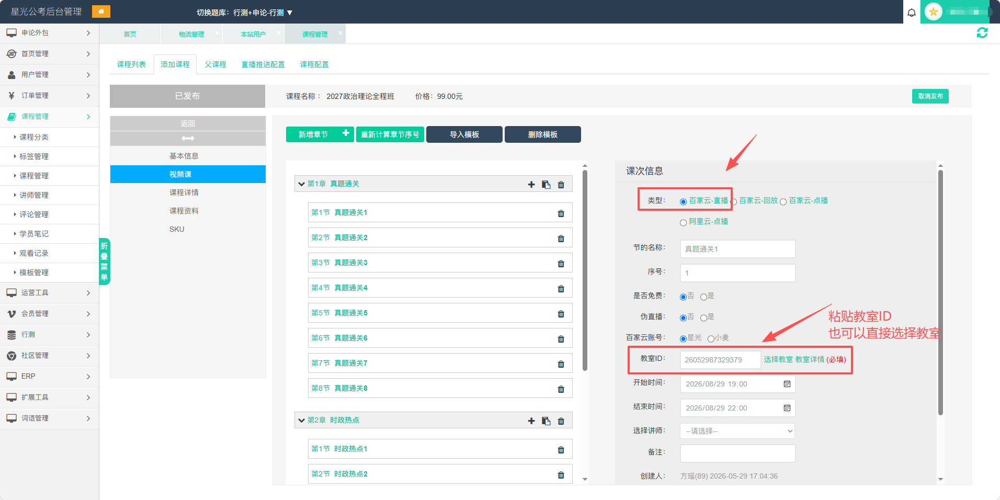 星光公考后台管理
切换题库：行测+申论-行测 ▼
申论外包
首页管理
用户管理
订单管理
课程管理
课程分类
标签管理
课程管理
讲师管理
评论管理
学员笔记
观看记录
模板管理
运营工具
会员管理
行测
社区管理
ERP
扩展工具
词语管理
折叠菜单
首页
物流管理
本站用户
课程管理
课程列表
添加课程
父课程
直播推送配置
课程配置
已发布
课程名称： 2027政治理论全程班 价格：99.00元
取消发布
返回
基本信息
视频课
课程详情
课程资料
SKU
新增章节
重新计算章节序号
导入模板
删除模板
第1章 真题通关
第1节 真题通关1
第2节 真题通关2
第3节 真题通关3
第4节 真题通关4
第5节 真题通关5
第6节 真题通关6
第7节 真题通关7
第8节 真题通关8
第2章 时政热点
第1节 时政热点1
第2节 时政热点2
课次信息
类型： 百家云-直播 百家云-回放 百家云-点播
阿里云-点播
节的名称： 真题通关1
序号： 1
是否免费： 否 是
伪直播： 否 是
百家云账号： 星光 小麦
教室ID： 26052987329379 选择教室 教室详情 (必填)
开始时间： 2026/08/29 19:00
结束时间： 2026/08/29 22:00
选择讲师： --请选择--
备注：
创建人： 方瑶(89) 2026-05-29 17:04:36
粘贴教室ID
也可以直接选择教室